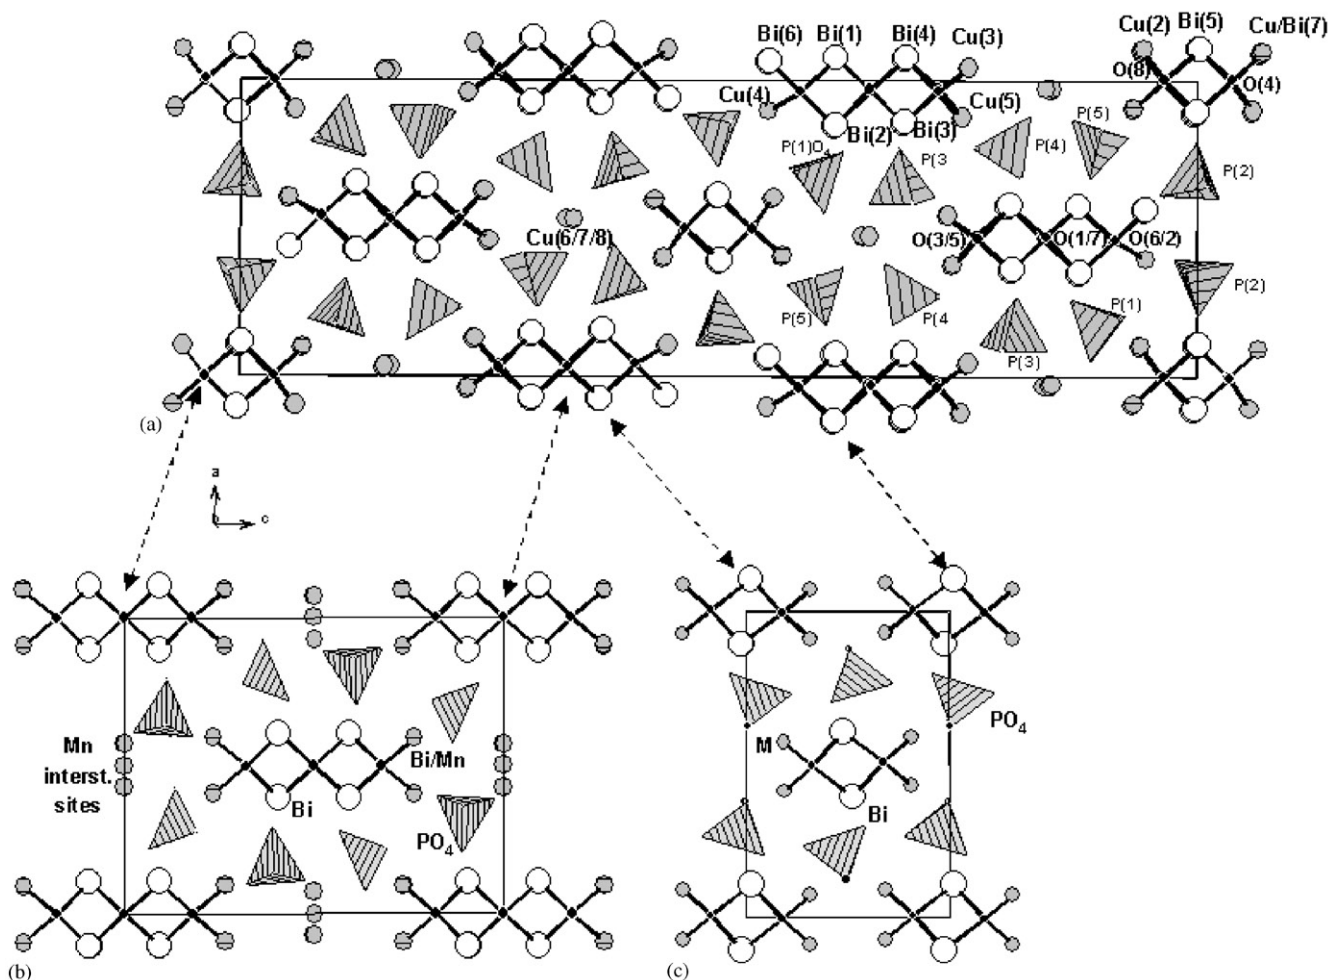 Bi(6) Bi(1) Bi(4) Cu(3) Cu(2) Bi(5) Cu/Bi(7)
O(8) O(4)
Cu(4) Cu(5)
Bi(2) Bi(3)
P(1)O4 P(3 P(4) P(5) P(2)
Cu(6/7/8) O(3/5) O(1/7) O(6/2)
P(5) P(4 P(3) P(1) P(2)
(a)
a
b c
Mn
interst.
sites
Bi/Mn
Bi
PO4
M
PO4
Bi
(b) (c)